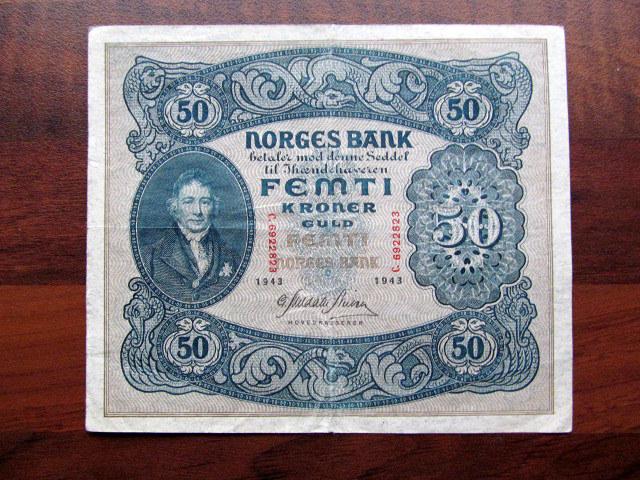 50 50
NORGES BANK
betaler mod denne Seddel
til Ihændehaveren
FEMTI
KRONER
GULD
FEMTI
NORGES BANK
C. 6922823 C. 6922823
50
1943 1943
HOVEDKASSERER
50 50